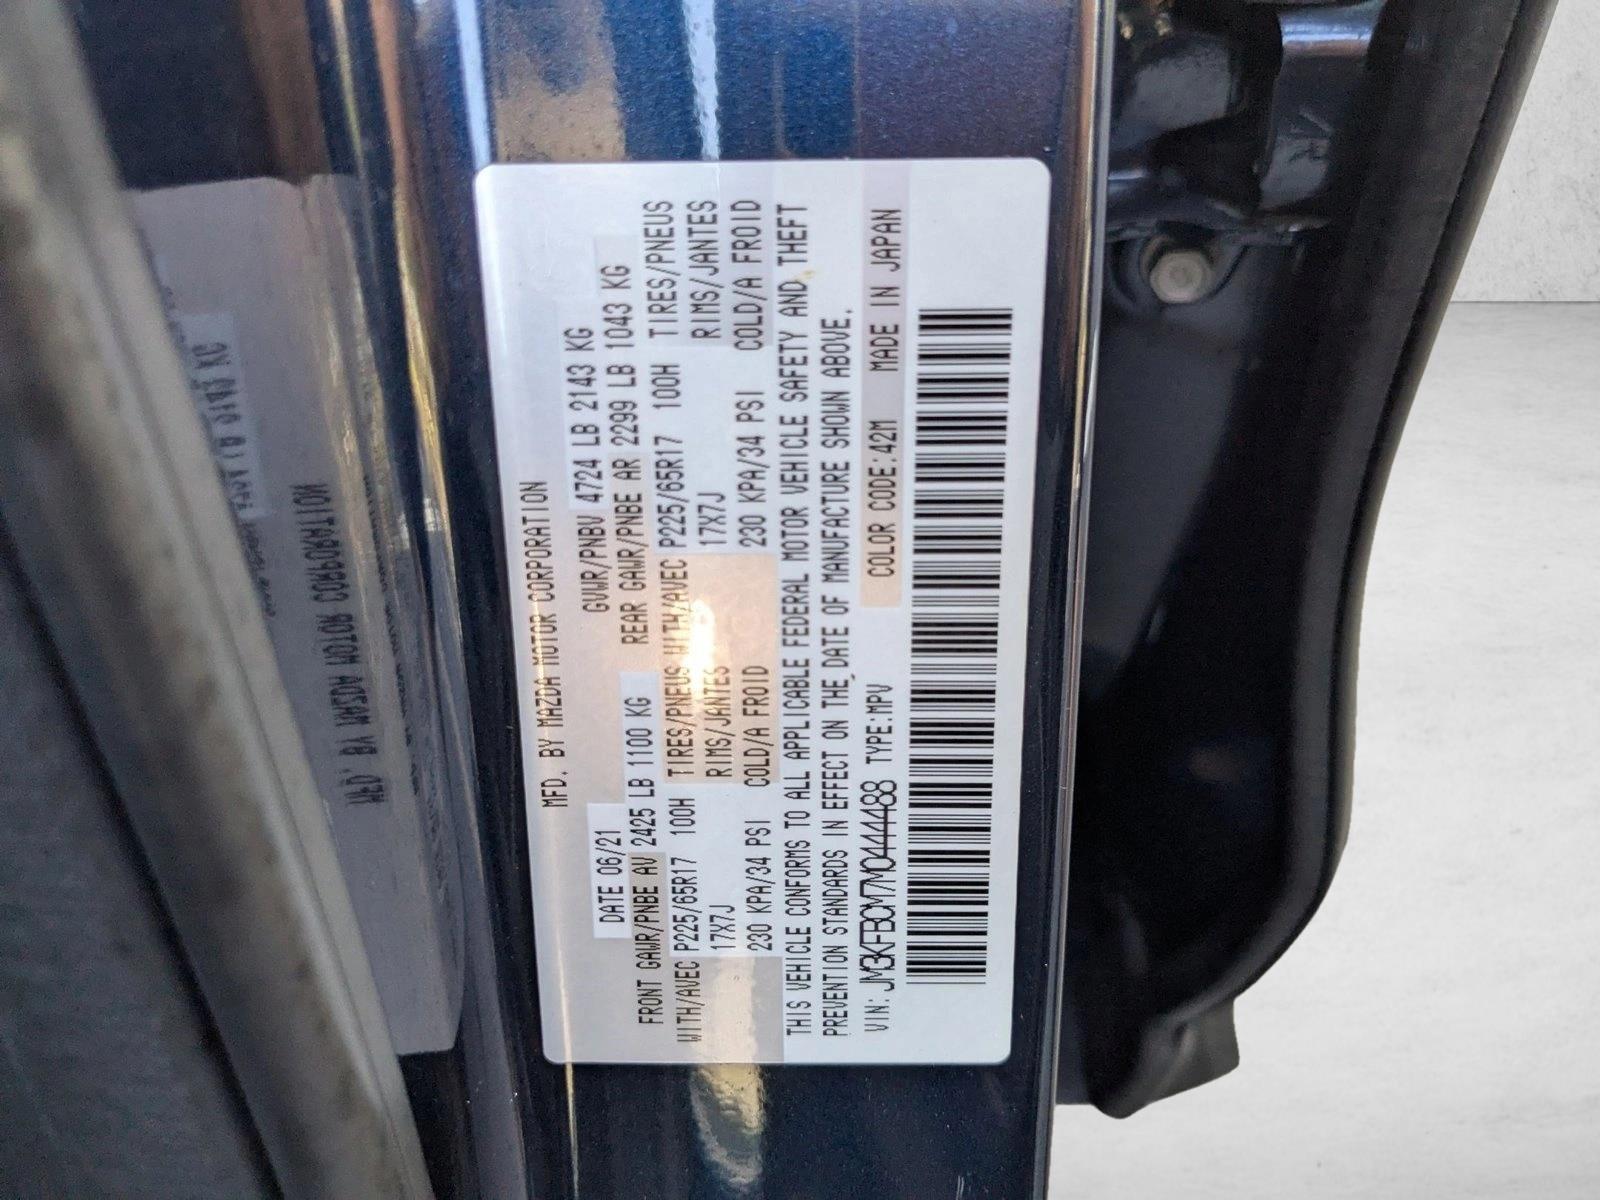 MFD. BY MAZDA MOTOR CORPORATION
DATE 06/21 GVWR/PNBV 4724 LB 2143 KG
FRONT GAWR/PNBE AV 2425 LB 1100 KG REAR GAWR/PNBE AR 2299 LB 1043 KG
WITH/AVEC P225/65R17 100H TIRES/PNEUS WITH/AVEC P225/65R17 100H TIRES/PNEUS
17X7J RIMS/JANTES 17X7J RIMS/JANTES
230 KPA/34 PSI COLD/A FROID 230 KPA/34 PSI COLD/A FROID
THIS VEHICLE CONFORMS TO ALL APPLICABLE FEDERAL MOTOR VEHICLE SAFETY AND THEFT
PREVENTION STANDARDS IN EFFECT ON THE DATE OF MANUFACTURE SHOWN ABOVE.
VIN: JM3KFBCM7M0444488 TYPE:MPV COLOR CODE:42M MADE IN JAPAN